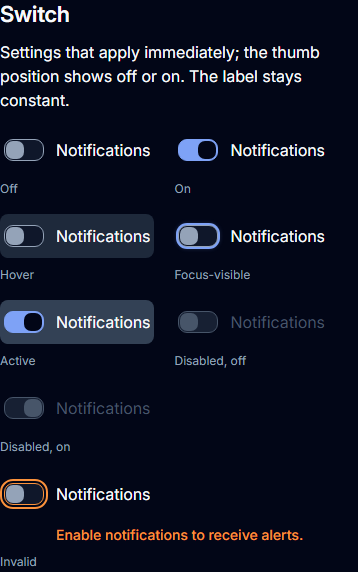 Switch
Settings that apply immediately; the thumb
position shows off or on. The label stays
constant.
Notifications
Notifications
Off
On
Notifications
Notifications
Hover
Focus-visible
Notifications
Notifications
Active
Disabled, off
Notifications
Disabled, on
Notifications
Enable notifications to receive alerts.
Invalid